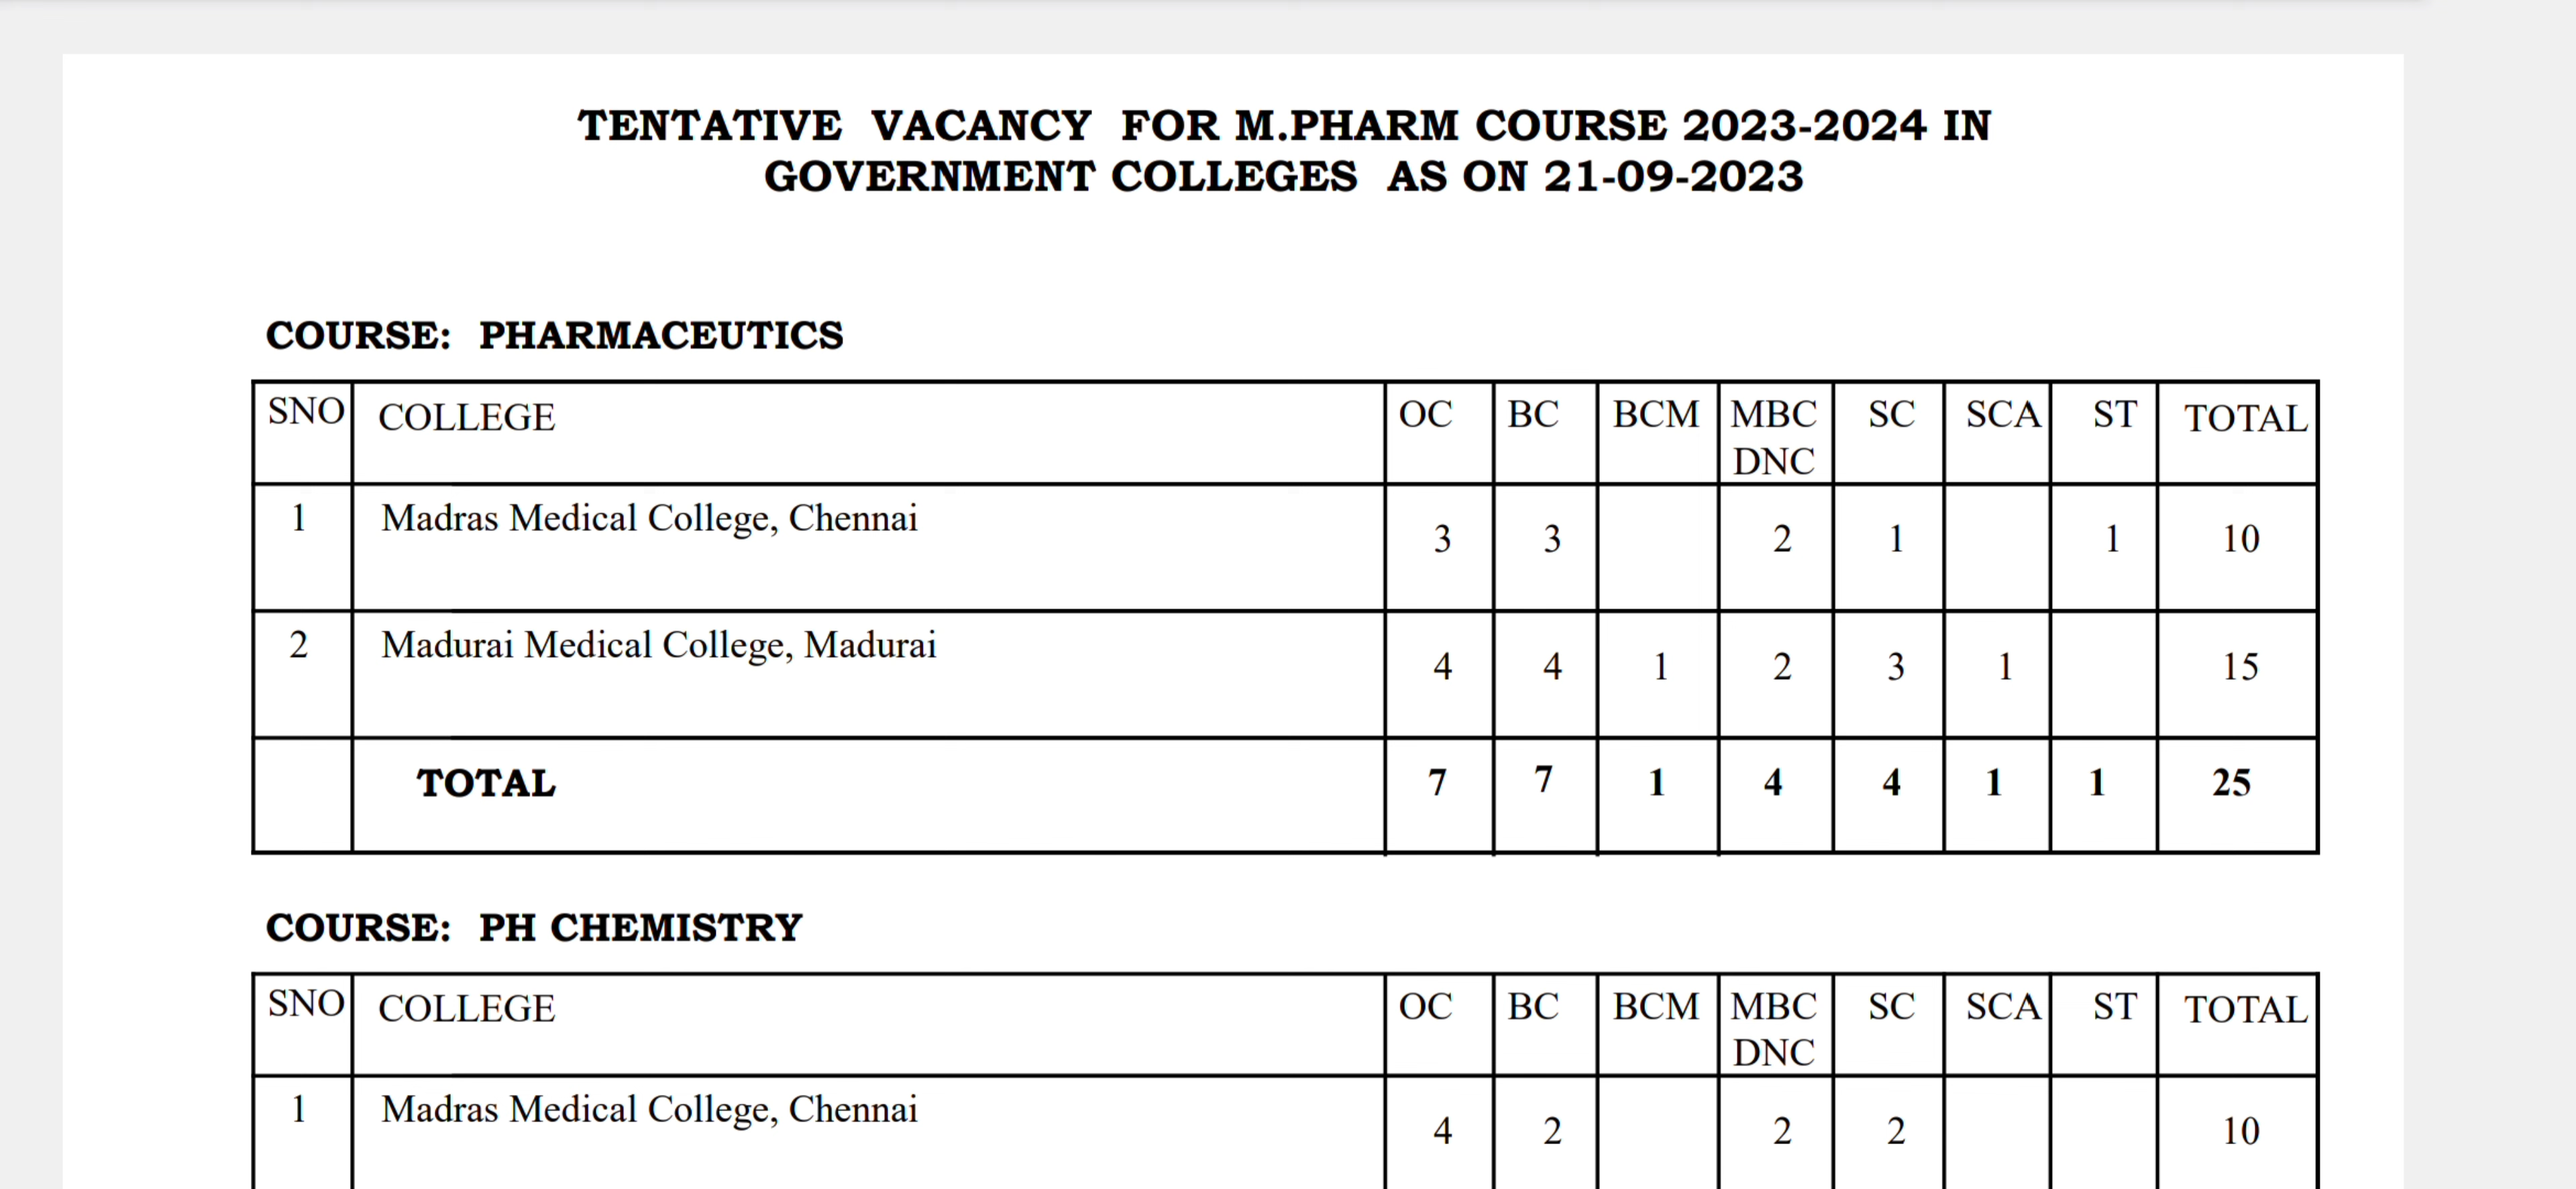 TENTATIVE VACANCY FOR M.PHARM COURSE 2023-2024 IN
GOVERNMENT COLLEGES AS ON 21-09-2023
COURSE: PHARMACEUTICS
SNO COLLEGE OC BC BCM MBC DNC SC SCA ST TOTAL
1 Madras Medical College, Chennai 3 3 2 1 1 10
2 Madurai Medical College, Madurai 4 4 1 2 3 1 15
TOTAL 7 7 1 4 4 1 1 25
COURSE: PH CHEMISTRY
SNO COLLEGE OC BC BCM MBC DNC SC SCA ST TOTAL
1 Madras Medical College, Chennai 4 2 2 2 10